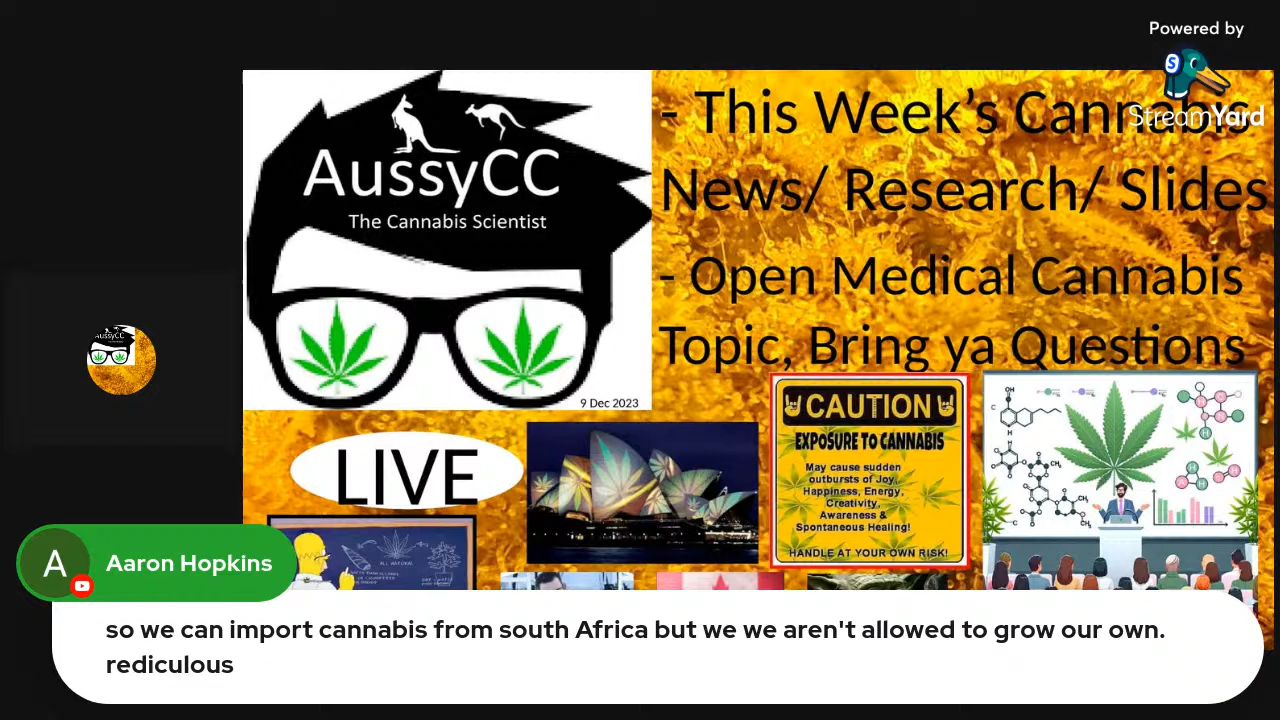 Powered by
StreamYard
- This Week's Cannabis
News/ Research/ Slides
- Open Medical Cannabis
Topic, Bring ya Questions
AussyCC
The Cannabis Scientist
9 Dec 2023
LIVE
CAUTION
EXPOSURE TO CANNABIS
May cause sudden
outbursts of Joy,
Happiness, Energy,
Creativity,
Awareness &
Spontaneous Healing!
HANDLE AT YOUR OWN RISK!
A
Aaron Hopkins
so we can import cannabis from south Africa but we we aren't allowed to grow our own.
rediculous